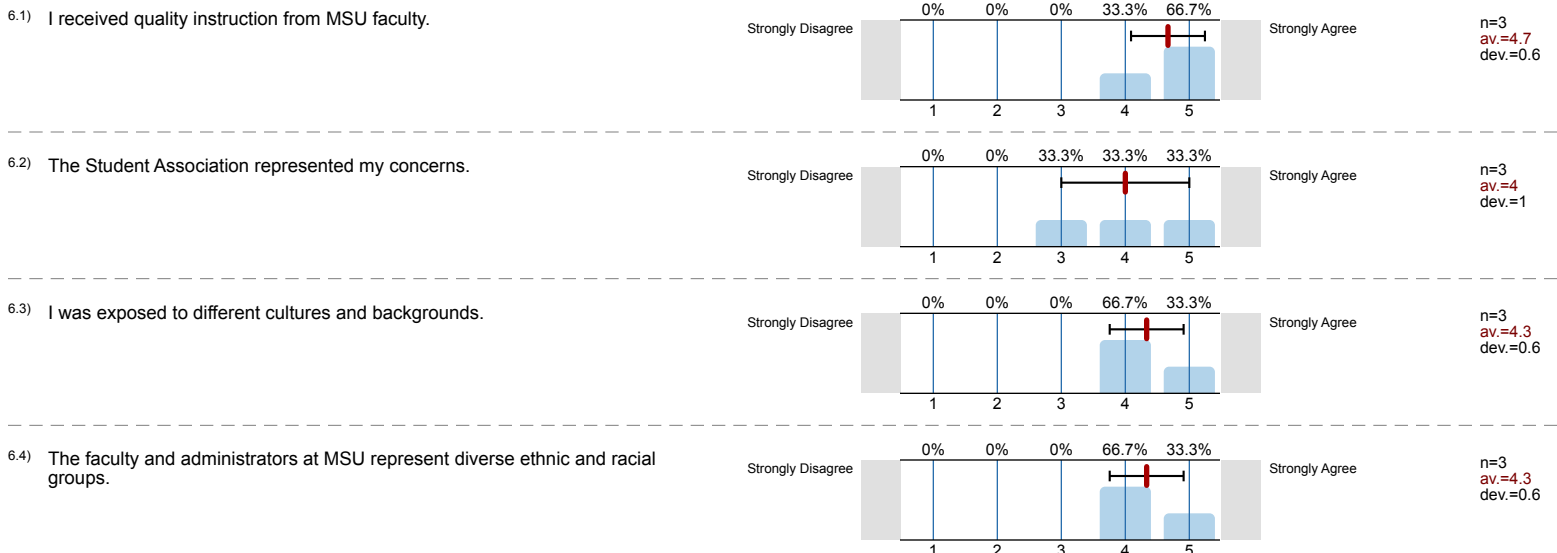 6.1) I received quality instruction from MSU faculty.
0% 0% 0% 33.3% 66.7%
Strongly Disagree Strongly Agree
n=3
av.=4.7
dev.=0.6
1 2 3 4 5
6.2) The Student Association represented my concerns.
0% 0% 33.3% 33.3% 33.3%
Strongly Disagree Strongly Agree
n=3
av.=4
dev.=1
1 2 3 4 5
6.3) I was exposed to different cultures and backgrounds.
0% 0% 0% 66.7% 33.3%
Strongly Disagree Strongly Agree
n=3
av.=4.3
dev.=0.6
1 2 3 4 5
6.4) The faculty and administrators at MSU represent diverse ethnic and racial
groups.
0% 0% 0% 66.7% 33.3%
Strongly Disagree Strongly Agree
n=3
av.=4.3
dev.=0.6
1 2 3 4 5